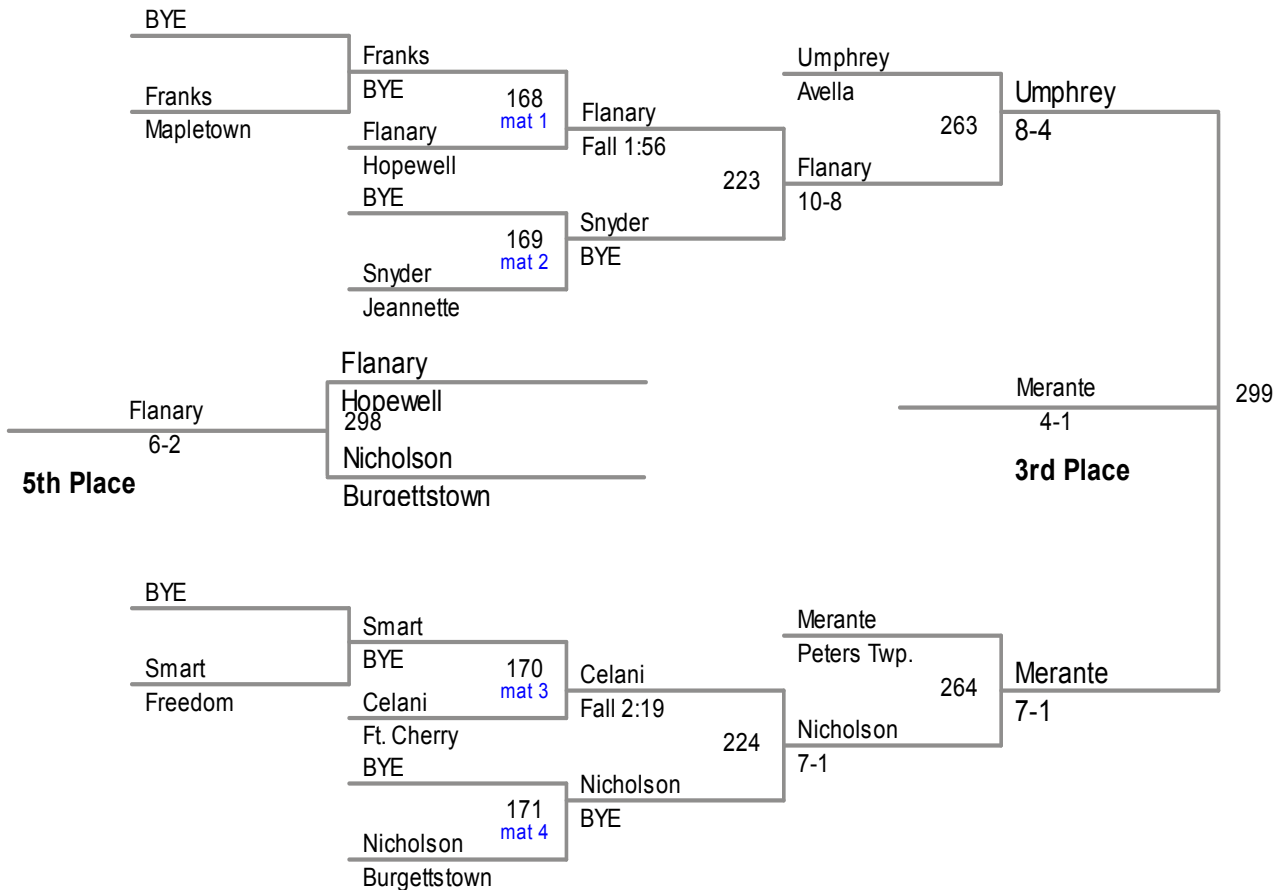 BYE
Franks
Mapletown
Franks
BYE
168
mat 1
Flanary
Hopewell
BYE
169
mat 2
Snyder
Jeannette
Flanary
Fall 1:56
223
Snyder
BYE
Umphrey
Avella
263
Flanary
10-8
Umphrey
8-4
Flanary
Hopewell
298
Nicholson
Burgettstown
Flanary
6-2
5th Place
Merante
4-1
3rd Place
299
BYE
Smart
Freedom
Smart
BYE
170
mat 3
Celani
Ft. Cherry
BYE
171
mat 4
Nicholson
Burgettstown
Celani
Fall 2:19
224
Nicholson
BYE
Merante
Peters Twp.
264
Nicholson
7-1
Merante
7-1